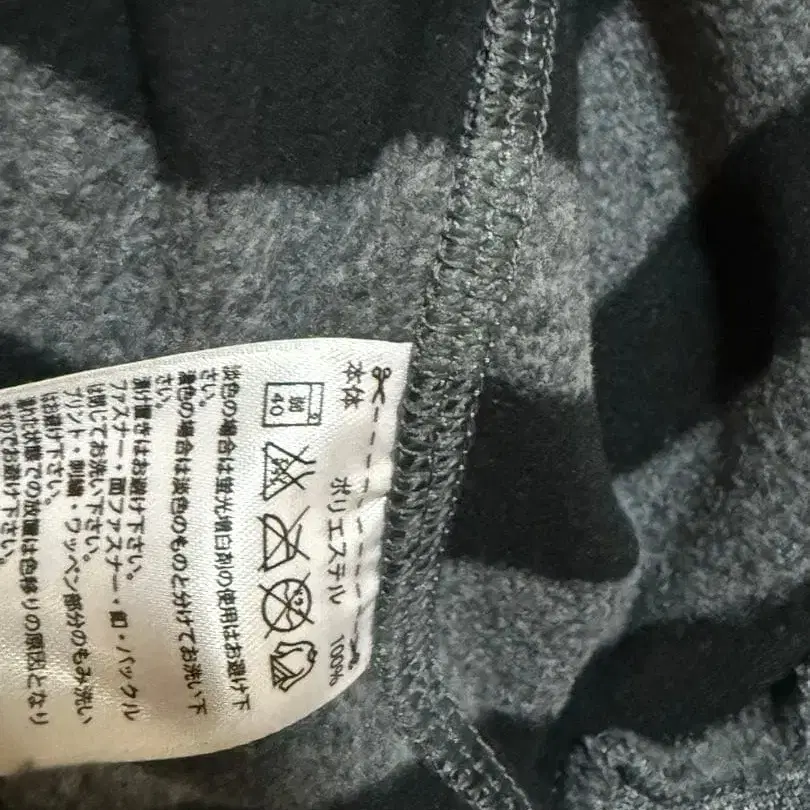 本体 ポリエステル 100%
弱
40
淡色の場合は蛍光増白剤の使用はお避け下
さい。
濃色の場合は淡色のものと分けてお洗い下
さい。
漬け置きはお避け下さい。
ファスナー・面ファスナー・釦・バックル
は閉じてお洗い下さい。
プリント・刺繍・ワッペン部分のもみ洗い
はお避け下さい。
状態での放置は色移りの原因となり
ますのでお避け下さい。